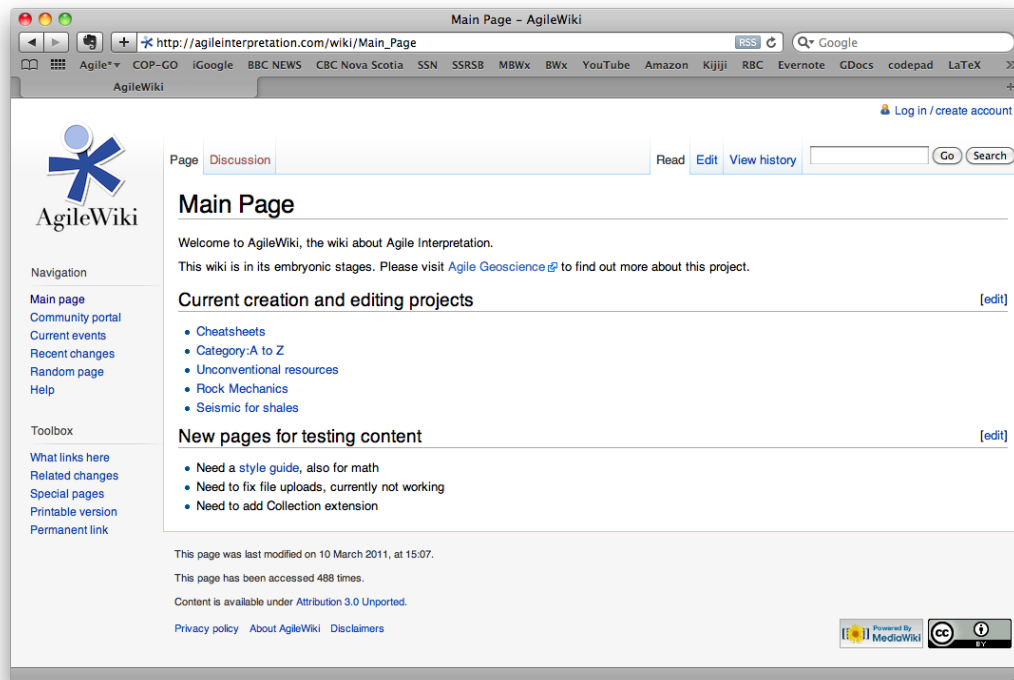 Main Page – AgileWiki
http://agileinterpretation.com/wiki/Main_Page RSS Google
Agile*▾ COP-GO iGoogle BBC NEWS CBC Nova Scotia SSN SSRSB MBWx BWx YouTube Amazon Kijiji RBC Evernote GDocs codepad LaTeX
AgileWiki
Log in / create account
Page Discussion Read Edit View history Go Search
AgileWiki
Main Page
Welcome to AgileWiki, the wiki about Agile Interpretation.
This wiki is in its embryonic stages. Please visit Agile Geoscience to find out more about this project.
Navigation
Main page
Community portal
Current events
Recent changes
Random page
Help
Toolbox
What links here
Related changes
Special pages
Printable version
Permanent link
Current creation and editing projects [edit]
Cheatsheets
Category:A to Z
Unconventional resources
Rock Mechanics
Seismic for shales
New pages for testing content [edit]
Need a style guide, also for math
Need to fix file uploads, currently not working
Need to add Collection extension
This page was last modified on 10 March 2011, at 15:07.
This page has been accessed 488 times.
Content is available under Attribution 3.0 Unported.
Privacy policy About AgileWiki Disclaimers
Powered By
MediaWiki
cc
BY